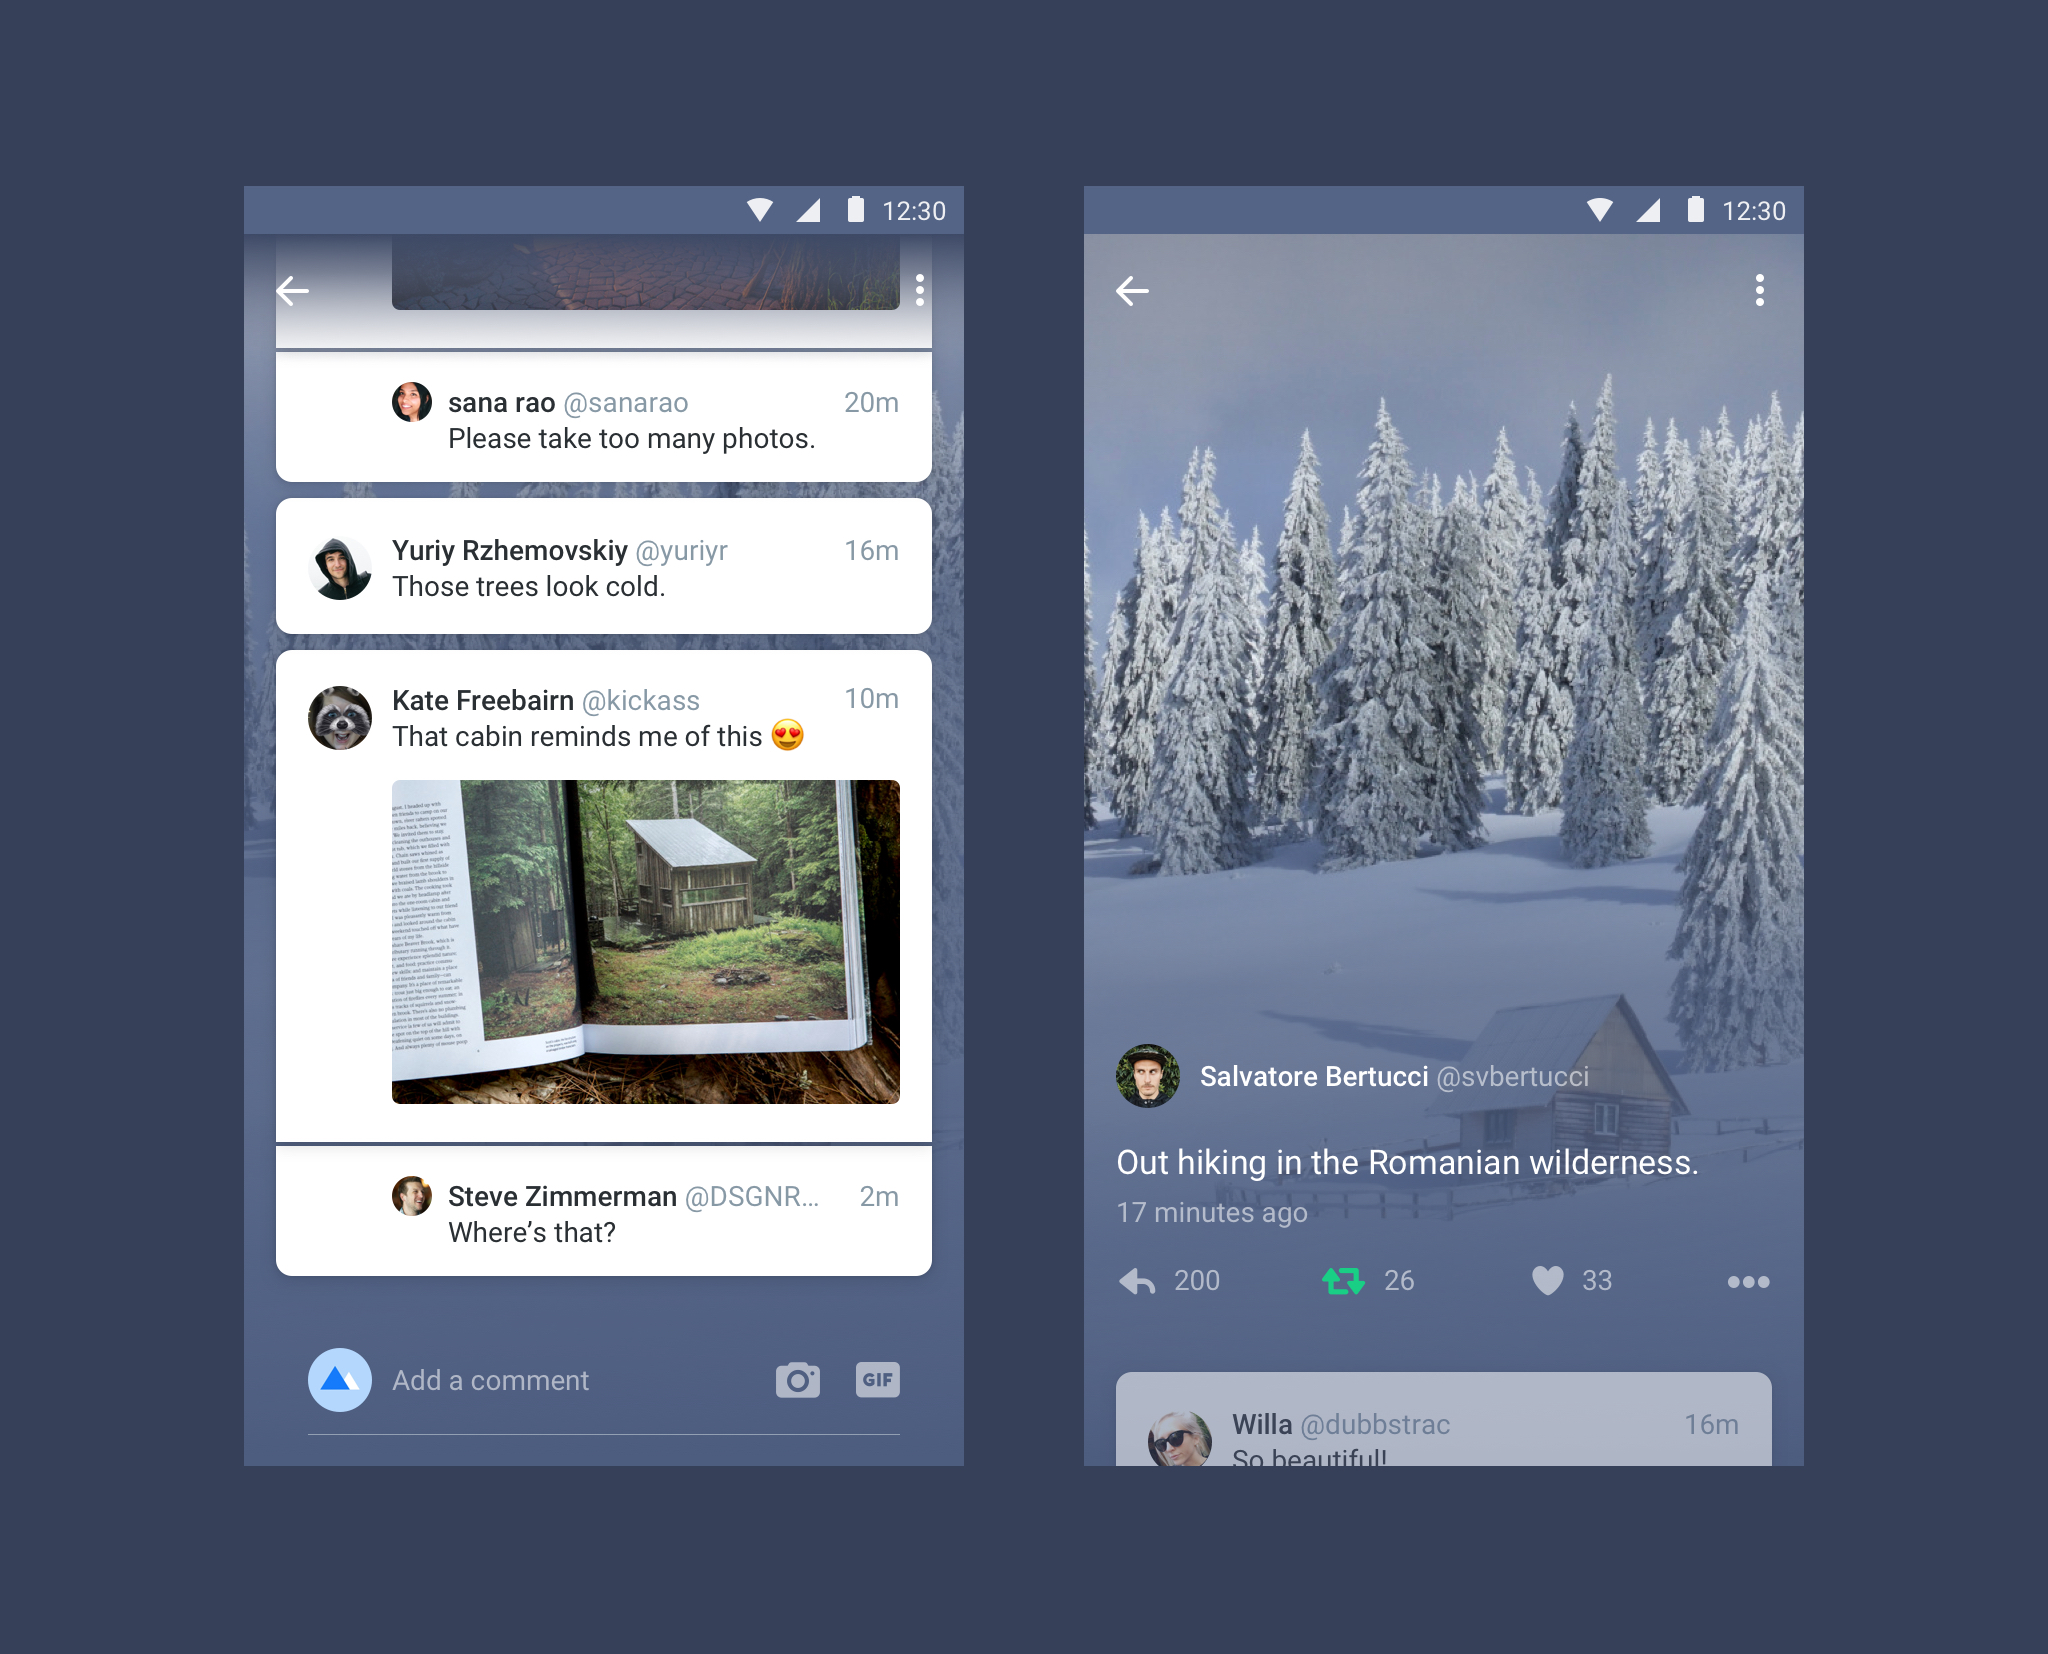 12:30
sana rao @sanarao 20m
Please take too many photos.
Yuriy Rzhemovskiy @yuriyr 16m
Those trees look cold.
Kate Freebairn @kickass 10m
That cabin reminds me of this 😍
Steve Zimmerman @DSGNR... 2m
Where’s that?
Add a comment
GIF
12:30
Salvatore Bertucci @svbertucci
Out hiking in the Romanian wilderness.
17 minutes ago
200 26 33
Willa @dubbstrac 16m
So beautiful!